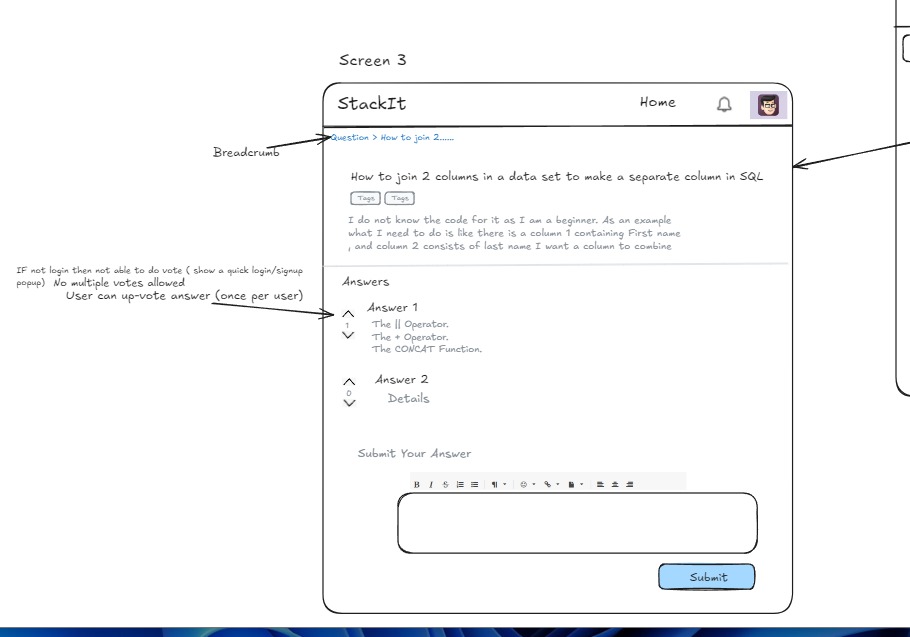 Screen 3
StackIt
Home
Question > How to join 2......
Breadcrumb
How to join 2 columns in a data set to make a separate column in SQL
Tags
Tags
I do not know the code for it as I am a beginner. As an example
what I need to do is like there is a column 1 containing First name
, and column 2 consists of last name I want a column to combine
IF not login then not able to do vote ( show a quick login/signup
popup) No multiple votes allowed
User can up-vote answer (once per user)
Answers
Answer 1
1
The || Operator.
The + Operator.
The CONCAT Function.
Answer 2
0
Details
Submit Your Answer
B I S
Submit